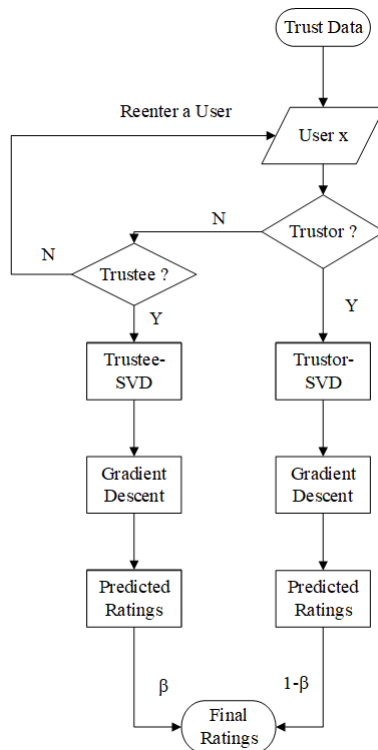 Trust Data
Reenter a User
User x
N
Trustor ?
N
Trustee ?
Y
Y
Trustee-
SVD
Trustor-
SVD
Gradient
Descent
Gradient
Descent
Predicted
Ratings
Predicted
Ratings
β
1-β
Final
Ratings